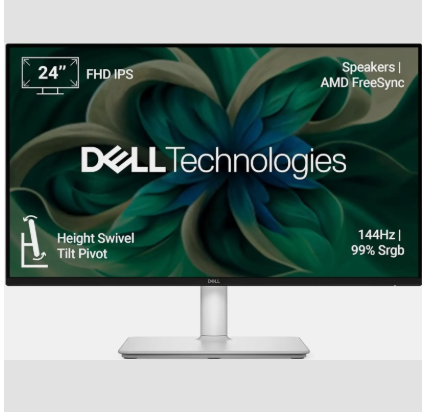 24" FHD IPS
Speakers |
AMD FreeSync
DELLTechnologies
Height Swivel
Tilt Pivot
144Hz |
99% Srgb
DELL